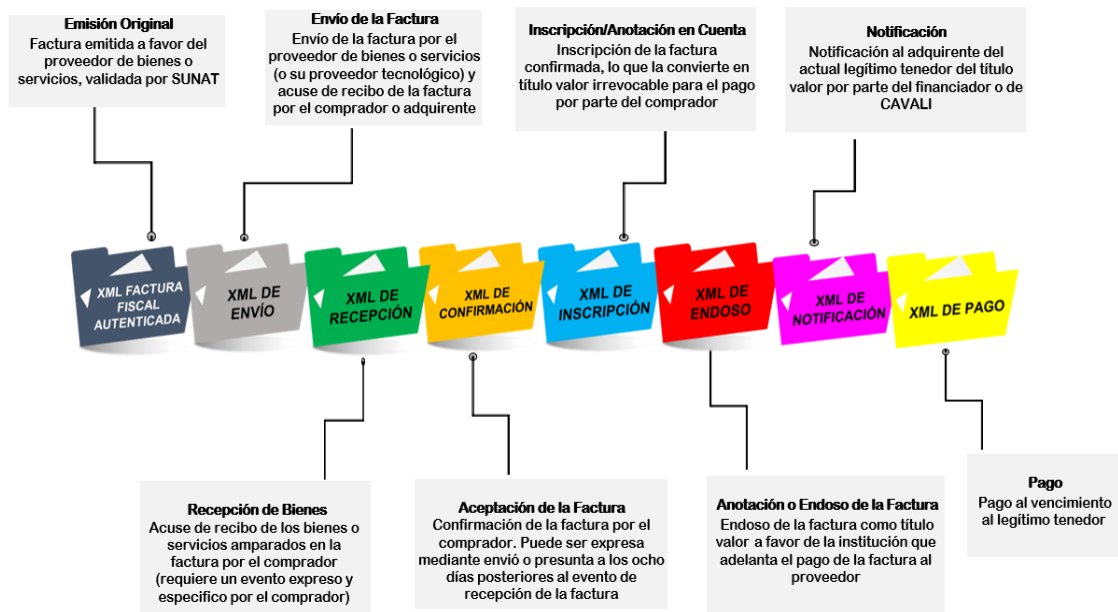 Emisión Original
Factura emitida a favor del
proveedor de bienes o
servicios, validada por SUNAT
Envío de la Factura
Envío de la factura por el
proveedor de bienes o servicios
(o su proveedor tecnológico) y
acuse de recibo de la factura
por el comprador o adquirente
Inscripción/Anotación en Cuenta
Inscripción de la factura
confirmada, lo que la convierte en
título valor irrevocable para el pago
por parte del comprador
Notificación
Notificación al adquirente del
actual legítimo tenedor del título
valor por parte del financiador o de
CAVALI
XML FACTURA
FISCAL
AUTENTICADA
XML DE
ENVÍO
XML DE
RECEPCIÓN
XML DE
CONFIRMACIÓN
XML DE
INSCRIPCIÓN
XML DE
ENDOSO
XML DE
NOTIFICACIÓN
XML DE PAGO
Recepción de Bienes
Acuse de recibo de los bienes o
servicios amparados en la
factura por el comprador
(requiere un evento expreso y
especifico por el comprador)
Aceptación de la Factura
Confirmación de la factura por el
comprador. Puede ser expresa
mediante envió o presunta a los ocho
días posteriores al evento de
recepción de la factura
Anotación o Endoso de la Factura
Endoso de la factura como título
valor a favor de la institución que
adelanta el pago de la factura al
proveedor
Pago
Pago al vencimiento
al legítimo tenedor